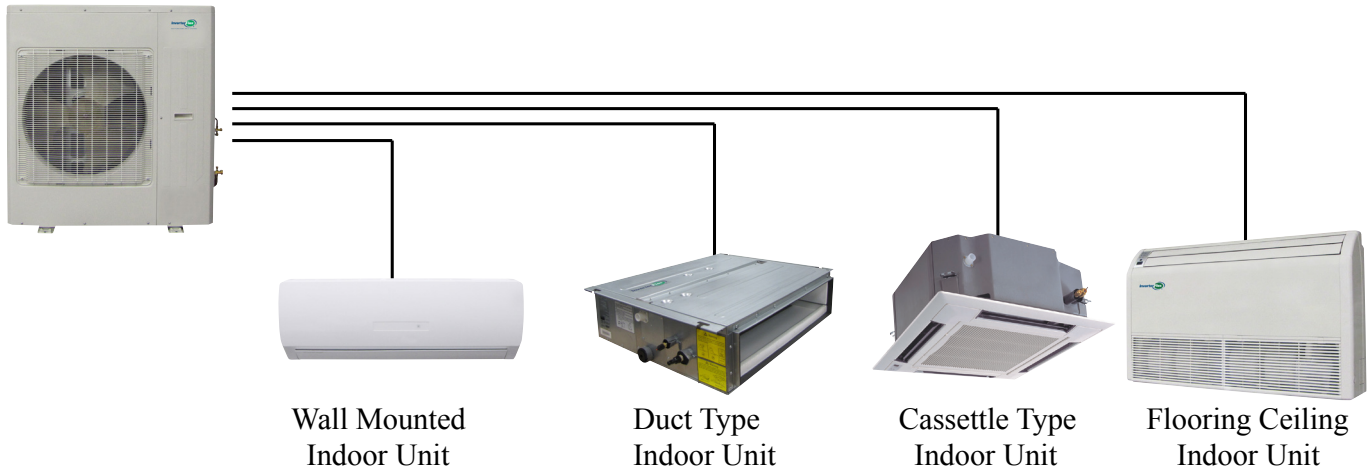 Wall Mounted
Indoor Unit
Duct Type
Indoor Unit
Cassettle Type
Indoor Unit
Flooring Ceiling
Indoor Unit